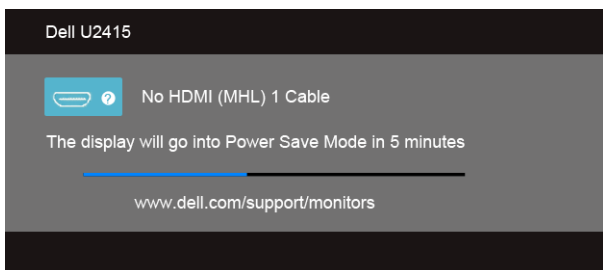 Dell U2415
? No HDMI (MHL) 1 Cable
The display will go into Power Save Mode in 5 minutes
www.dell.com/support/monitors